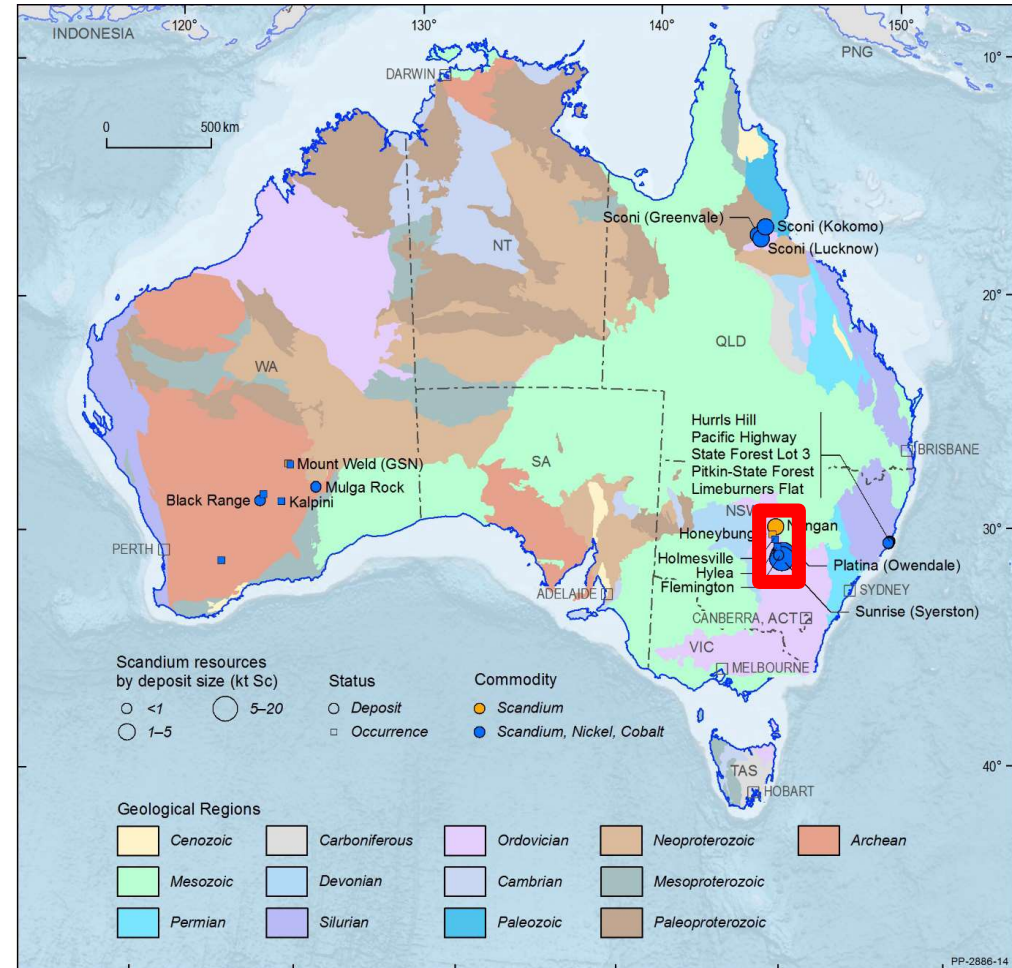 120°
130°
140°
150°
INDONESIA
PNG
10°
DARWIN
0
500 km
Sconi (Greenvale)
Sconi (Kokomo)
Sconi (Lucknow)
NT
20°
QLD
WA
Hurrls Hill
Pacific Highway
State Forest Lot 3
Pitkin-State Forest
Limeburners Flat
BRISBANE
SA
Mount Weld (GSN)
Mulga Rock
Black Range
Kalpini
NSW
30°
Honeybung
PERTH
Holmesville
Hylea
Flemington
Platina (Owendale)
ADELAIDE
SYDNEY
Sunrise (Syerston)
CANBERRA, ACT
VIC
MELBOURNE
Scandium resources
by deposit size (kt Sc)
<1
5–20
1–5
Status
Deposit
Occurrence
Commodity
Scandium
Scandium, Nickel, Cobalt
40°
TAS
HOBART
Geological Regions
Cenozoic
Carboniferous
Ordovician
Neoproterozoic
Archean
Mesozoic
Devonian
Cambrian
Mesoproterozoic
Permian
Silurian
Paleozoic
Paleoproterozoic
PP-2886-14